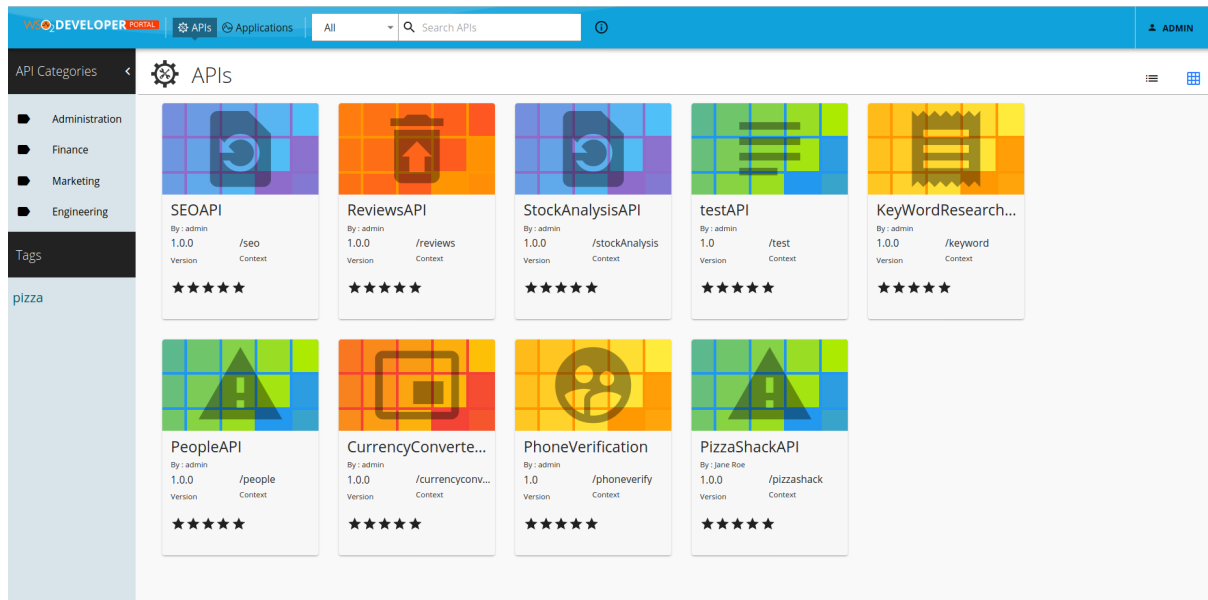 WSO2 DEVELOPER PORTAL APIs Applications All Search APIs ADMIN
API Categories
APIs
Administration
Finance
Marketing
Engineering
Tags
pizza
SEOAPI
By : admin
1.0.0 /seo
Version Context
ReviewsAPI
By : admin
1.0.0 /reviews
Version Context
StockAnalysisAPI
By : admin
1.0.0 /stockAnalysis
Version Context
testAPI
By : admin
1.0 /test
Version Context
KeyWordResearch...
By : admin
1.0.0 /keyword
Version Context
PeopleAPI
By : admin
1.0.0 /people
Version Context
CurrencyConverte...
By : admin
1.0.0 /currencyconv...
Version Context
PhoneVerification
By : admin
1.0 /phoneverify
Version Context
PizzaShackAPI
By : Jane Roe
1.0.0 /pizzashack
Version Context